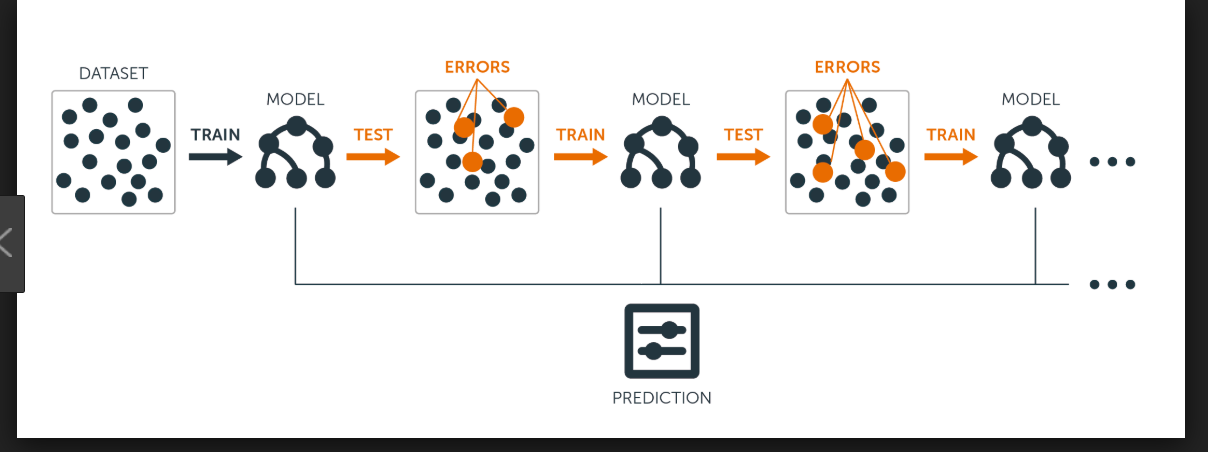 DATASET
TRAIN
MODEL
TEST
ERRORS
TRAIN
MODEL
TEST
ERRORS
TRAIN
MODEL
PREDICTION